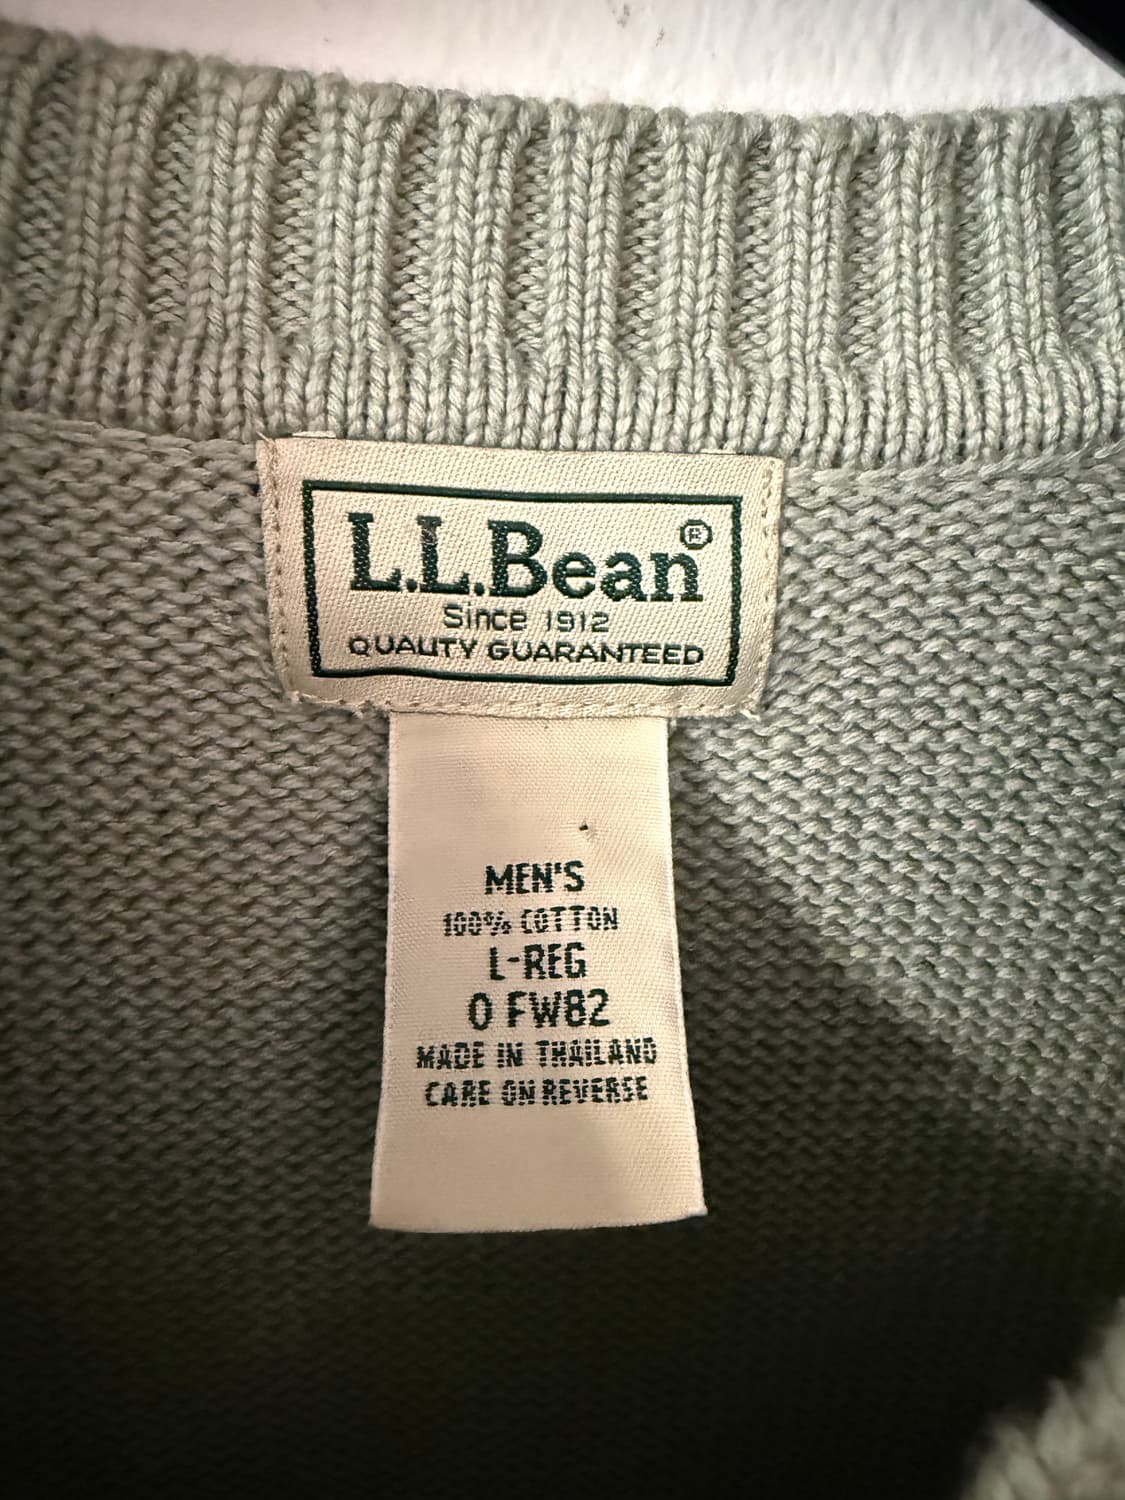 L.L.Bean®
Since 1912
QUALITY GUARANTEED
MEN'S
100% COTTON
L-REG
0 FW82
MADE IN THAILAND
CARE ON REVERSE